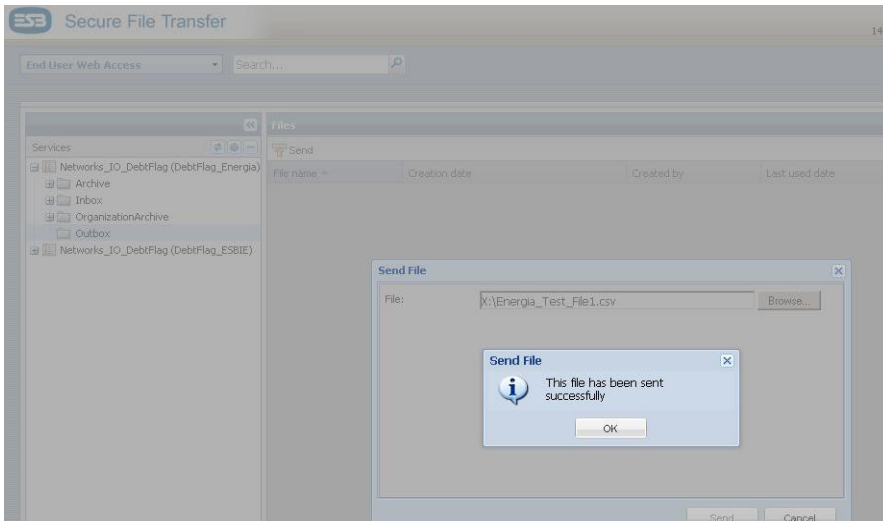 ESB Secure File Transfer
14
End User Web Access Search...
Files
Services Send
Networks_IO_DebtFlag (DebtFlag_Energia) File name Creation date Created by Last used date
Archive
Inbox
OrganizationArchive
Outbox
Networks_IO_DebtFlag (DebtFlag_ESBIE)
Send File
File: X:\Energia_Test_File1.csv Browse...
Send File
This file has been sent
successfully
OK
Send Cancel